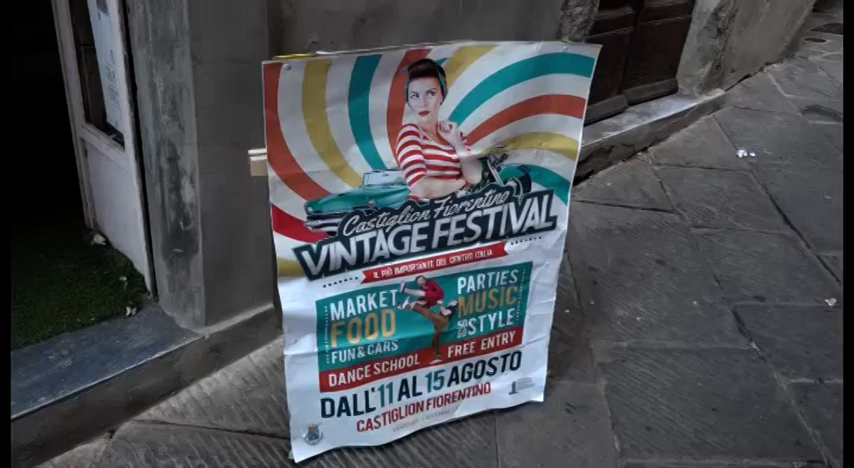 Castiglion Fiorentino
VINTAGE FESTIVAL
IL PIÙ IMPORTANTE DEL CENTRO ITALIA
MARKET
FOOD
FUN & CARS
DANCE SCHOOL
PARTIES
MUSIC
STYLE
FREE ENTRY
DALL'11 AL 15 AGOSTO
CASTIGLION FIORENTINO